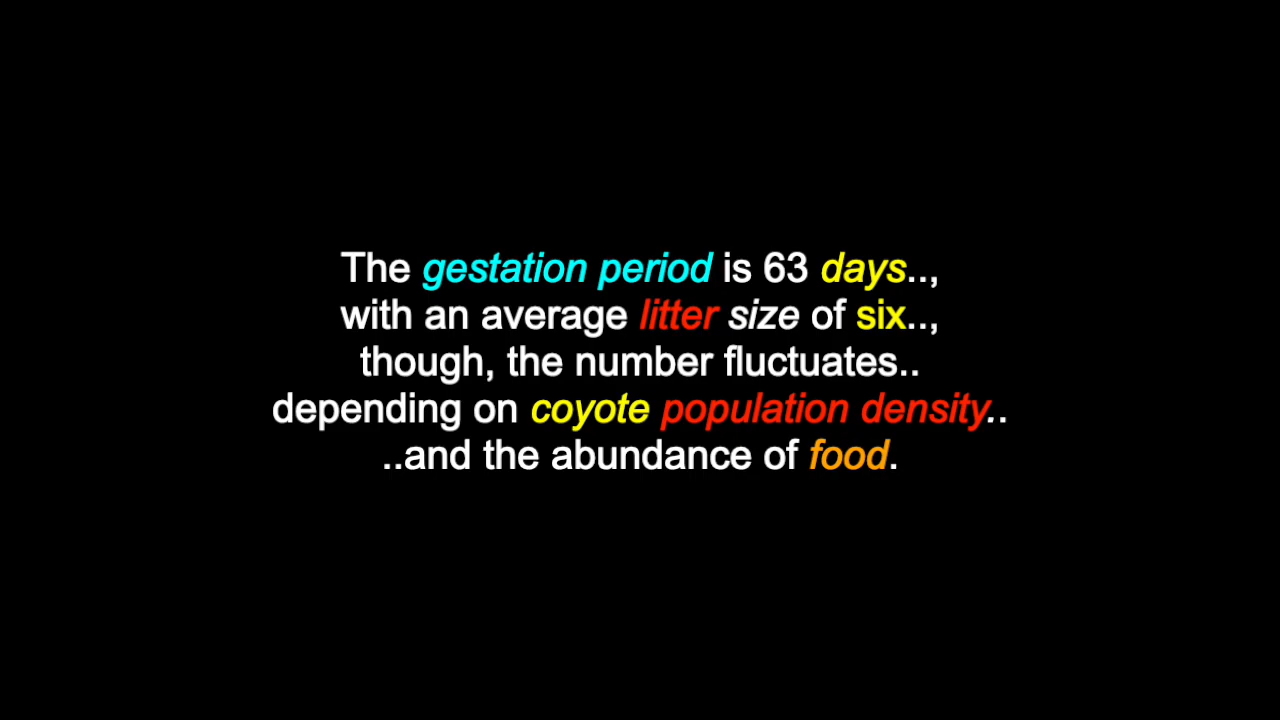 The gestation period is 63 days..,
with an average litter size of six..,
though, the number fluctuates..
depending on coyote population density..
..and the abundance of food.